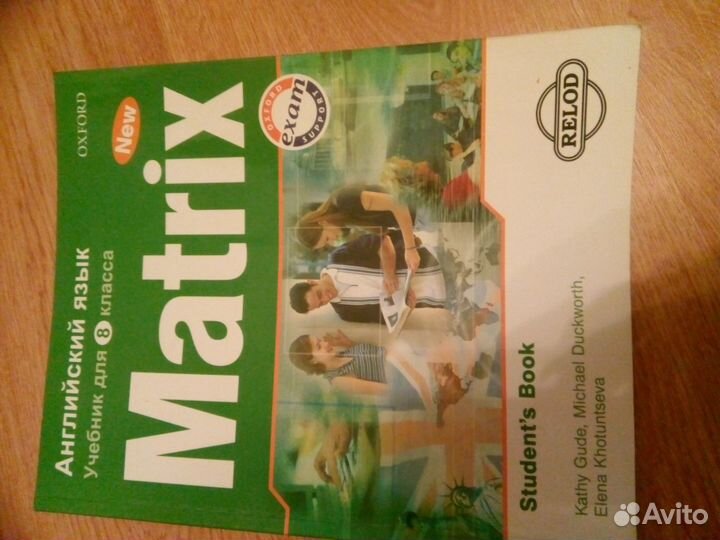 OXFORD
Английский язык
Учебник для 8 класса
New
Matrix
OXFORD
exam
SUPPORT
Student's Book
Kathy Gude, Michael Duckworth,
Elena Khotuntseva
RELOD
Avito